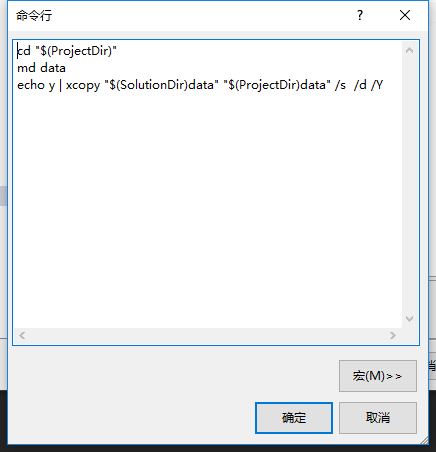 命令行
cd "$(ProjectDir)"
md data
echo y | xcopy "$(SolutionDir)data" "$(ProjectDir)data" /s  /d /Y
宏(M)>>
确定
取消